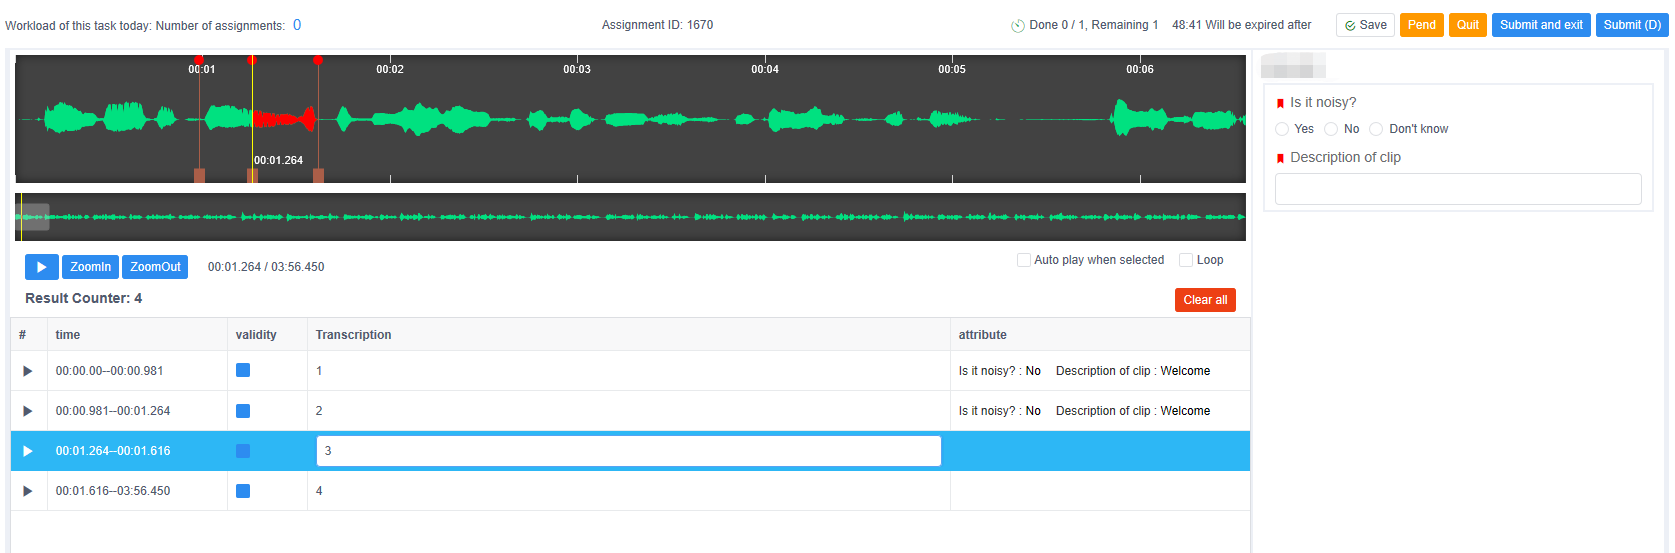 Workload of this task today: Number of assignments: 0
Assignment ID: 1670
Done 0 / 1, Remaining 1 48:41 Will be expired after
Save Pend Quit Submit and exit Submit (D)
00:01 00:02 00:03 00:04 00:05 00:06
00:01.264
Is it noisy?
Yes No Don't know
Description of clip
ZoomIn ZoomOut 00:01.264 / 03:56.450
Auto play when selected Loop
Result Counter: 4
Clear all
# time validity Transcription attribute
00:00.00--00:00.981 1 Is it noisy? : No Description of clip : Welcome
00:00.981--00:01.264 2 Is it noisy? : No Description of clip : Welcome
00:01.264--00:01.616 3
00:01.616--03:56.450 4